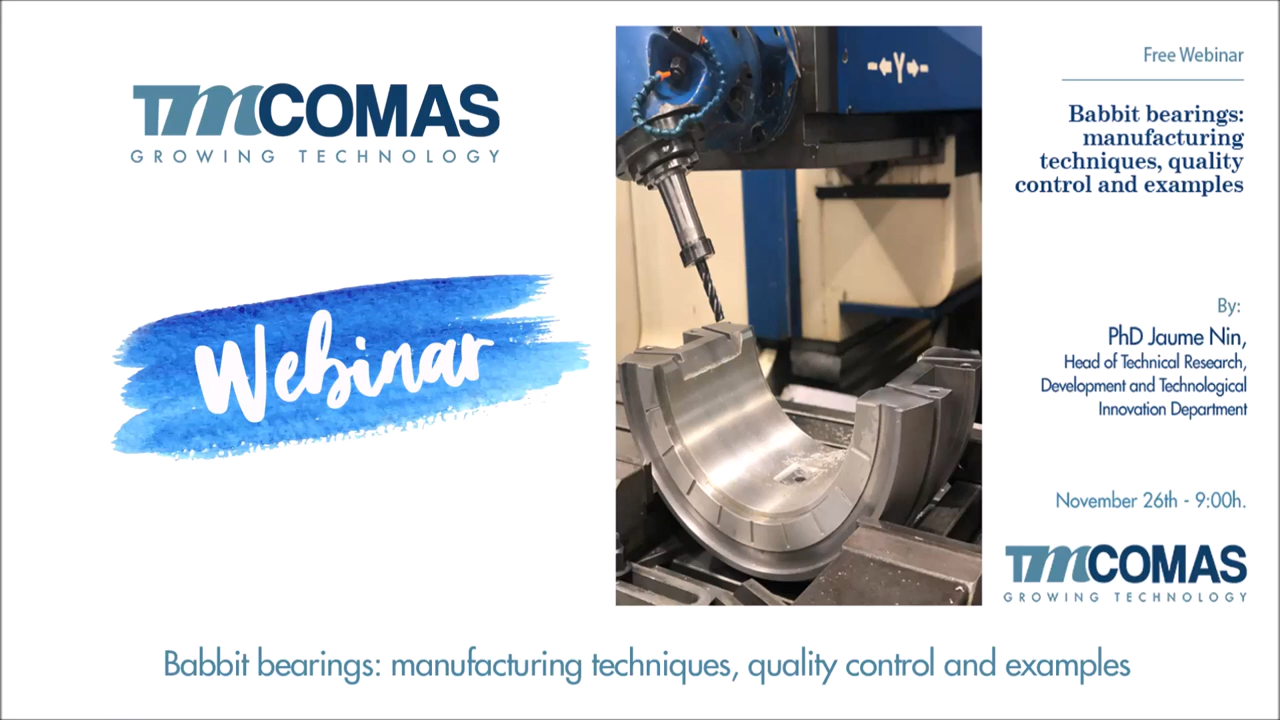 TMCOMAS
GROWING TECHNOLOGY
Webinar
Y
Free Webinar
Babbit bearings:
manufacturing
techniques, quality
control and examples
By:
PhD Jaume Nin,
Head of Technical Research,
Development and Technological
Innovation Department
November 26th - 9:00h.
TMCOMAS
GROWING TECHNOLOGY
Babbit bearings: manufacturing techniques, quality control and examples